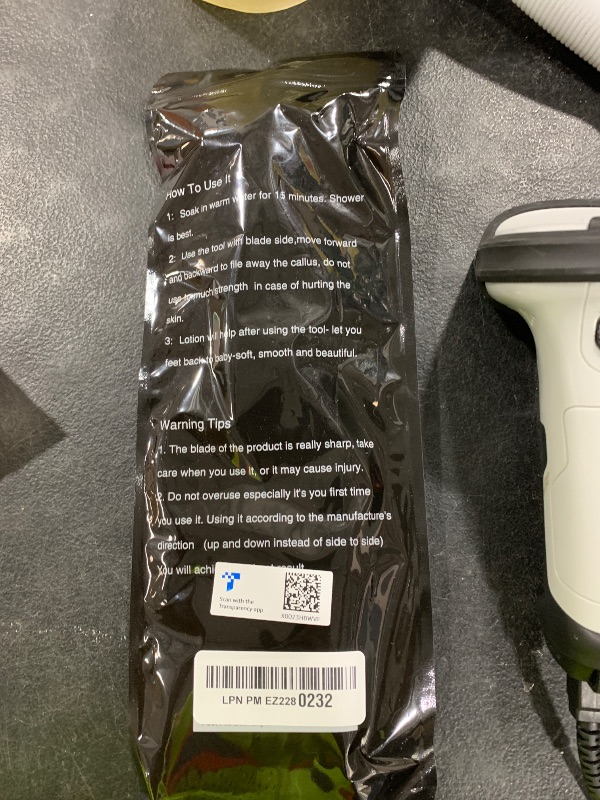 How To Use It
1: Soak in warm water for 15 minutes. Shower
is best.
2: Use the tool with blade side,move forward
and backward to file away the callus, do not
use to much strength in case of hurting the
skin.
3: Lotion will help after using the tool- let you
feet back to baby-soft, smooth and beautiful.
Warning Tips
1. The blade of the product is really sharp, take
care when you use it, or it may cause injury.
2. Do not overuse especially it's you first time
you use it. Using it according to the manufacture's
direction (up and down instead of side to side)
You will result
Scan with the
Transparency app
LPN PM EZ228 0232